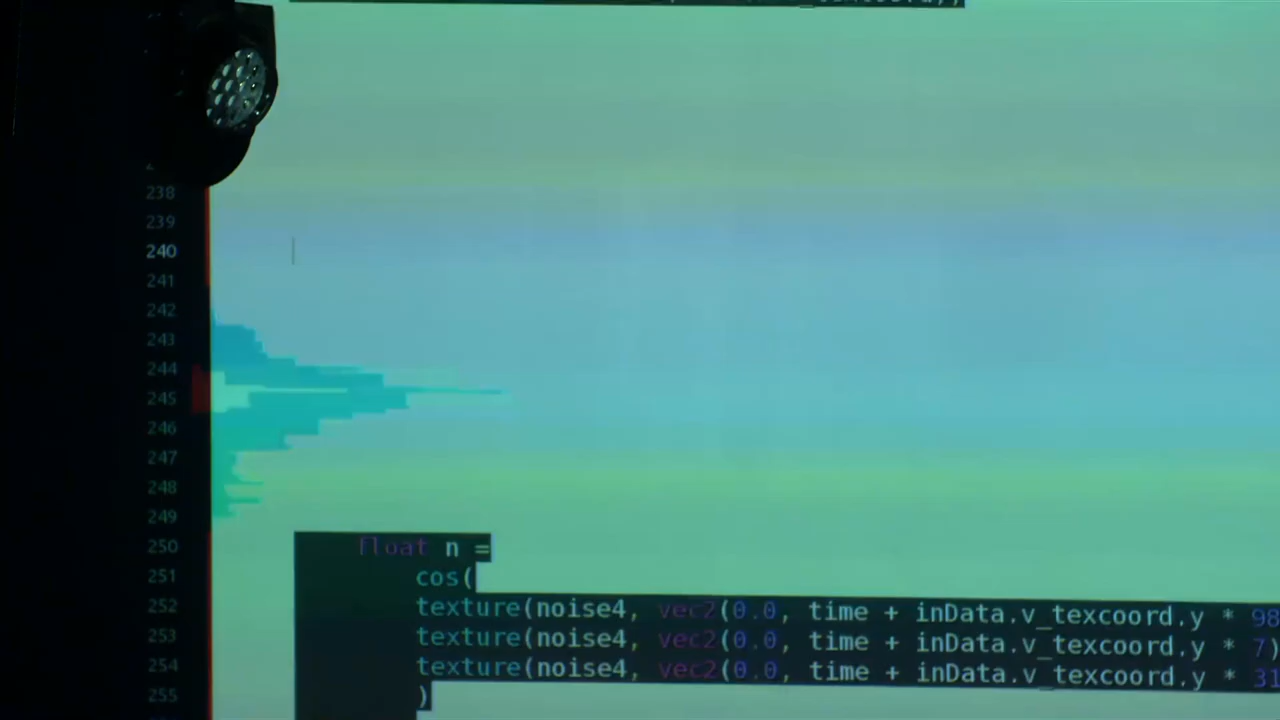 238
239
240
241
242
243
244
245
246
247
248
249
250 float n =
251 cos(
252 texture(noise4, vec2(0.0, time + inData.v_texcoord.y * 98
253 texture(noise4, vec2(0.0, time + inData.v_texcoord.y * 7)
254 texture(noise4, vec2(0.0, time + inData.v_texcoord.y * 31
255 )